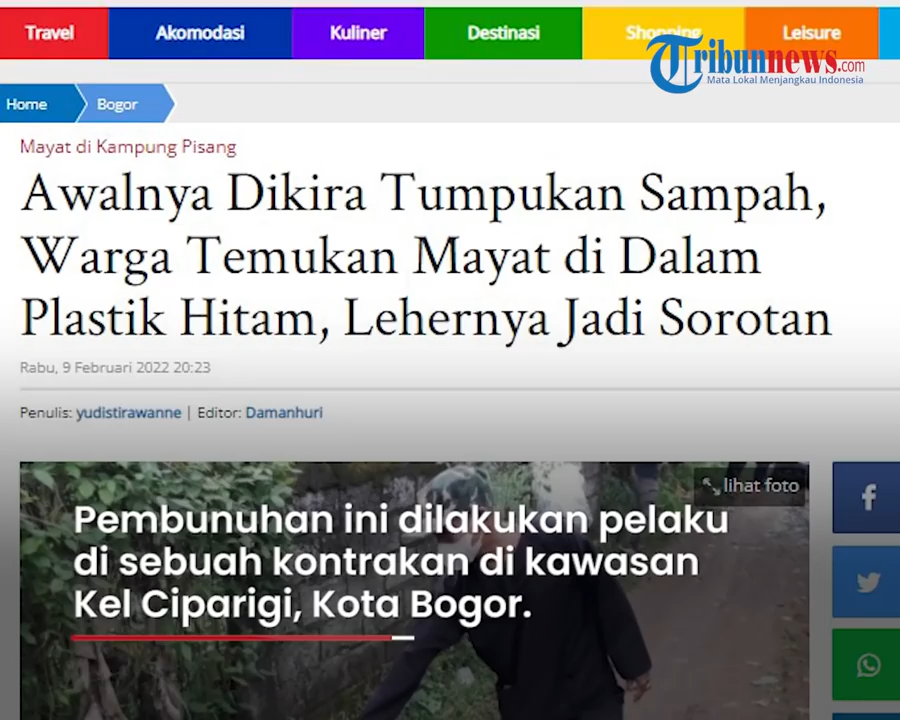 Travel Akomodasi Kuliner Destinasi Shopping Leisure
Tribunnews.com
Mata Lokal Menjangkau Indonesia
Home Bogor
Mayat di Kampung Pisang
Awalnya Dikira Tumpukan Sampah,
Warga Temukan Mayat di Dalam
Plastik Hitam, Lehernya Jadi Sorotan
Rabu, 9 Februari 2022 20:23
Penulis: yudistirawanne | Editor: Damanhuri
lihat foto
Pembunuhan ini dilakukan pelaku
di sebuah kontrakan di kawasan
Kel Ciparigi, Kota Bogor.